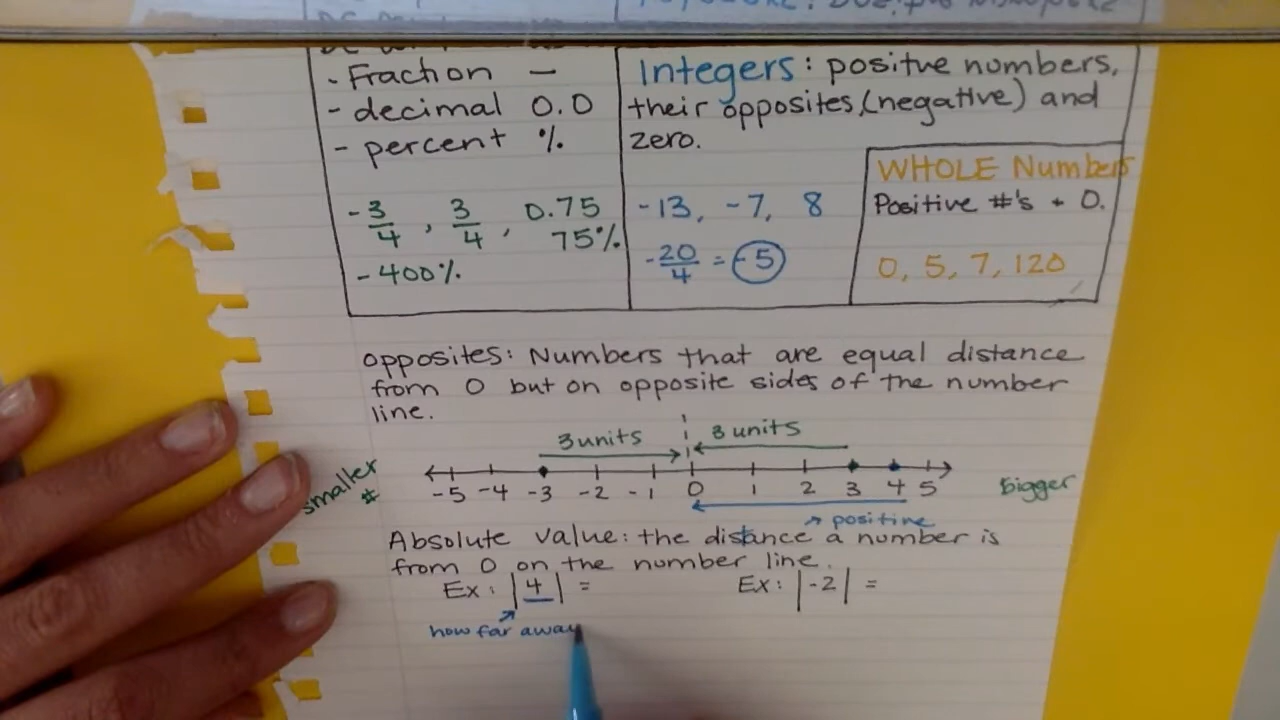 - Fraction —
- decimal 0.0
- percent %
-3/4, 3/4, 0.75
75%
-400%
Integers: positve numbers,
their opposites, (negative) and
zero.
-13, -7, 8
-20/4 = -5
WHOLE Numbers
Positive #'s + 0.
0, 5, 7, 120
opposites: Numbers that are equal distance
from 0 but on opposite sides of the number
line.
3 units 3 units
smaller
#
-5 -4 -3 -2 -1 0 1 2 3 4 5
bigger
positive
Absolute value: the distance a number is
from 0 on the number line.
Ex: |4| = Ex: |-2| =
how far away